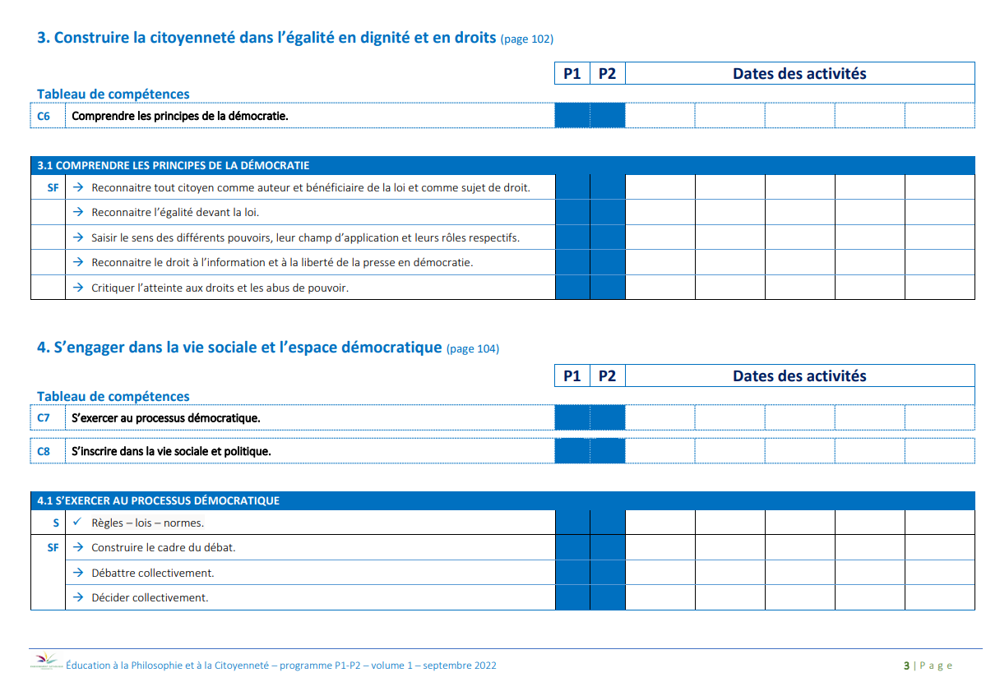 3. Construire la citoyenneté dans l’égalité en dignité et en droits (page 102)
P1 P2 Dates des activités
Tableau de compétences
C6 Comprendre les principes de la démocratie.
3.1 COMPRENDRE LES PRINCIPES DE LA DÉMOCRATIE
SF → Reconnaitre tout citoyen comme auteur et bénéficiaire de la loi et comme sujet de droit.
→ Reconnaitre l’égalité devant la loi.
→ Saisir le sens des différents pouvoirs, leur champ d’application et leurs rôles respectifs.
→ Reconnaitre le droit à l’information et à la liberté de la presse en démocratie.
→ Critiquer l’atteinte aux droits et les abus de pouvoir.
4. S’engager dans la vie sociale et l’espace démocratique (page 104)
P1 P2 Dates des activités
Tableau de compétences
C7 S’exercer au processus démocratique.
C8 S’inscrire dans la vie sociale et politique.
4.1 S’EXERCER AU PROCESSUS DÉMOCRATIQUE
S ✓ Règles – lois – normes.
SF → Construire le cadre du débat.
→ Débattre collectivement.
→ Décider collectivement.
Éducation à la Philosophie et à la Citoyenneté – programme P1-P2 – volume 1 – septembre 2022
3 | P a g e